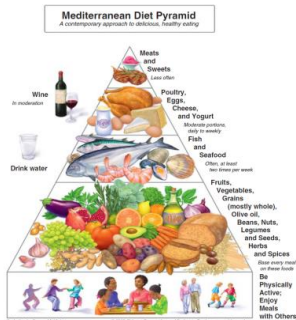 Mediterranean Diet Pyramid
A contemporary approach to delicious, healthy eating
Meats
and
Sweets
Less often
Wine
In moderation
Poultry,
Eggs,
Cheese,
and Yogurt
Moderate portions,
daily to weekly
Fish
and
Seafood
Often, at least
two times per week
Drink water
Fruits,
Vegetables,
Grains
(mostly whole),
Olive oil,
Beans, Nuts,
Legumes
and Seeds,
Herbs
and Spices
Base every meal
on these foods
Be
Physically
Active;
Enjoy
Meals
with Others